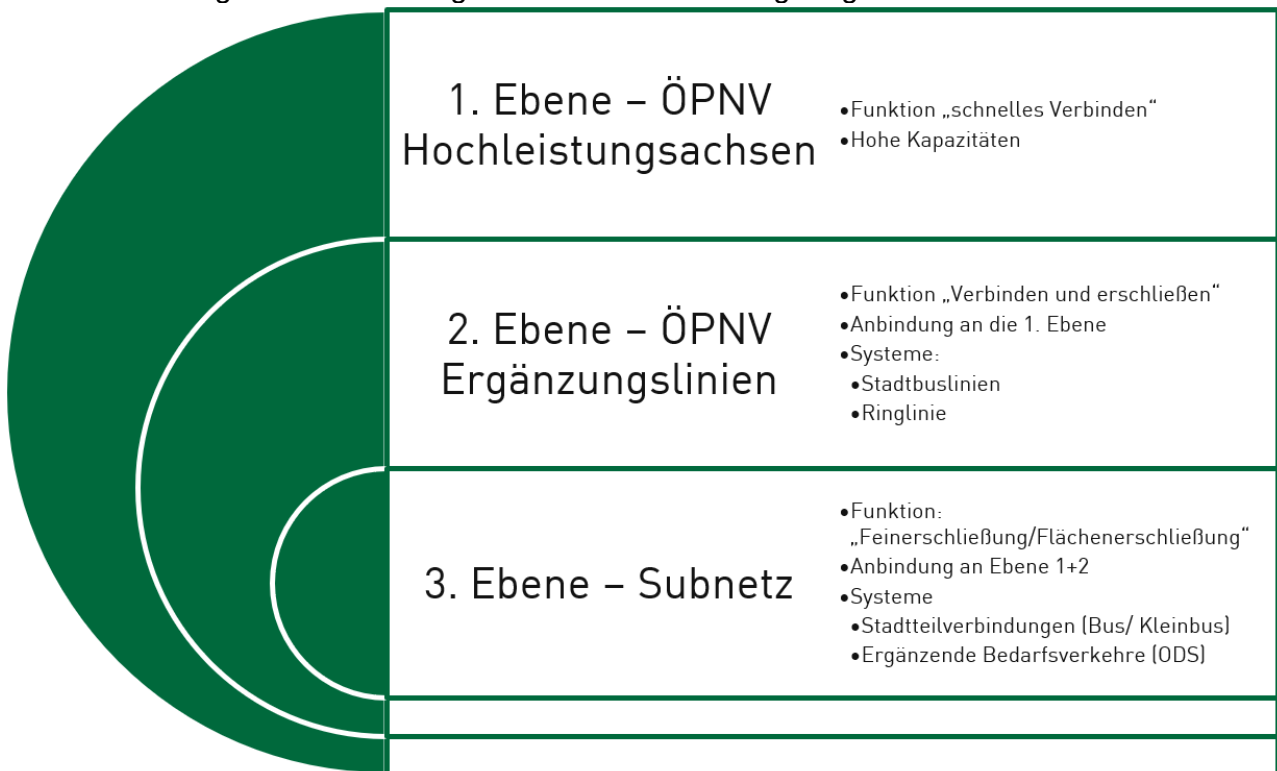 1. Ebene – ÖPNV
Hochleistungsachsen
•Funktion „schnelles Verbinden“
•Hohe Kapazitäten
2. Ebene – ÖPNV
Ergänzungslinien
•Funktion „Verbinden und erschließen“
•Anbindung an die 1. Ebene
•Systeme:
•Stadtbuslinien
•Ringlinie
3. Ebene – Subnetz
•Funktion:
„Feinerschließung/Flächenerschließung“
•Anbindung an Ebene 1+2
•Systeme
•Stadtteilverbindungen (Bus/ Kleinbus)
•Ergänzende Bedarfsverkehre (ODS)